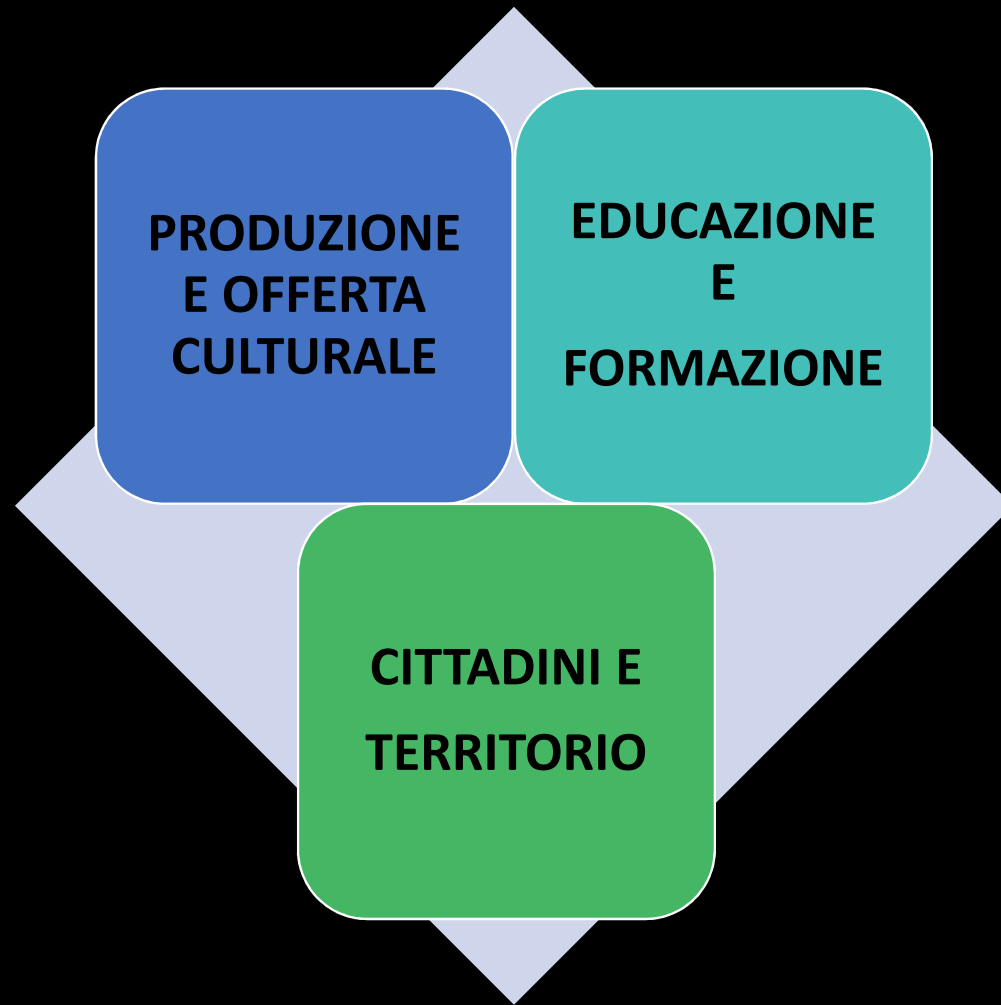 PRODUZIONE
E OFFERTA
CULTURALE
EDUCAZIONE
E
FORMAZIONE
CITTADINI E
TERRITORIO